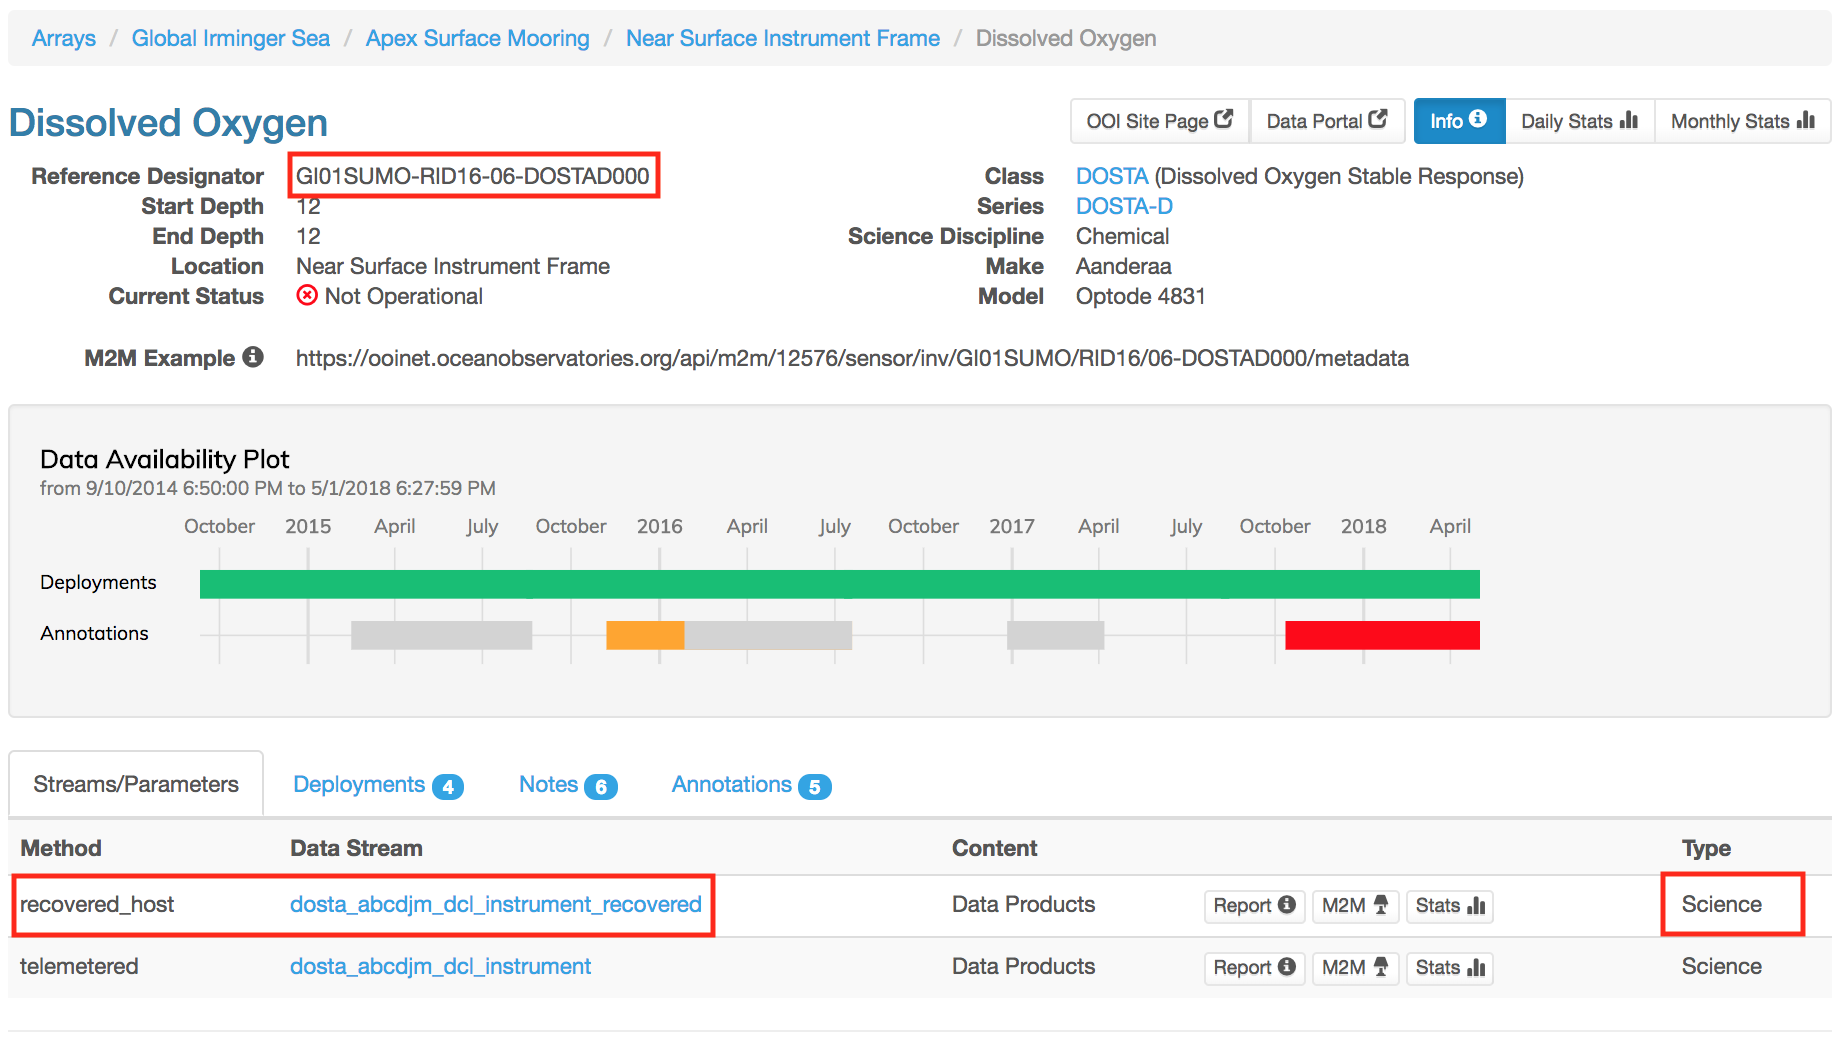 Arrays / Global Irminger Sea / Apex Surface Mooring / Near Surface Instrument Frame / Dissolved Oxygen
Dissolved Oxygen
OOI Site Page Data Portal Info Daily Stats Monthly Stats
Reference Designator GI01SUMO-RID16-06-DOSTAD000
Start Depth 12
End Depth 12
Location Near Surface Instrument Frame
Current Status Not Operational
Class DOSTA (Dissolved Oxygen Stable Response)
Series DOSTA-D
Science Discipline Chemical
Make Aanderaa
Model Optode 4831
M2M Example https://ooinet.oceanobservatories.org/api/m2m/12576/sensor/inv/GI01SUMO/RID16/06-DOSTAD000/metadata
Data Availability Plot
from 9/10/2014 6:50:00 PM to 5/1/2018 6:27:59 PM
October 2015 April July October 2016 April July October 2017 April July October 2018 April
Deployments
Annotations
Streams/Parameters Deployments 4 Notes 6 Annotations 5
Method Data Stream Content Type
recovered_host dosta_abcdjm_dcl_instrument_recovered Data Products Report M2M Stats Science
telemetered dosta_abcdjm_dcl_instrument Data Products Report M2M Stats Science